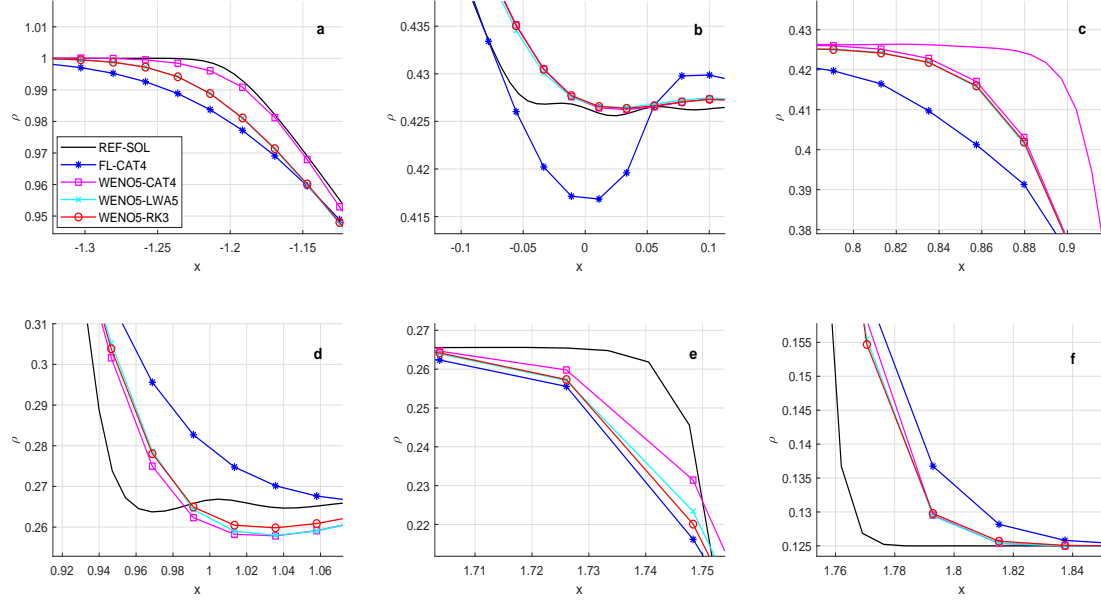 a
1.01
1
0.99
0.98
0.97
0.96
0.95
ρ
REF-SOL
FL-CAT4
WENO5-CAT4
WENO5-LWA5
WENO5-RK3
-1.3 -1.25 -1.2 -1.15
x
b
0.435
0.43
0.425
0.42
0.415
ρ
-0.1 -0.05 0 0.05 0.1
x
c
0.43
0.42
0.41
0.4
0.39
0.38
ρ
0.8 0.82 0.84 0.86 0.88 0.9
x
d
0.31
0.3
0.29
0.28
0.27
0.26
ρ
0.92 0.94 0.96 0.98 1 1.02 1.04 1.06
x
e
0.27
0.26
0.25
0.24
0.23
0.22
ρ
1.71 1.72 1.73 1.74 1.75
x
f
0.155
0.15
0.145
0.14
0.135
0.13
0.125
ρ
1.76 1.78 1.8 1.82 1.84
x